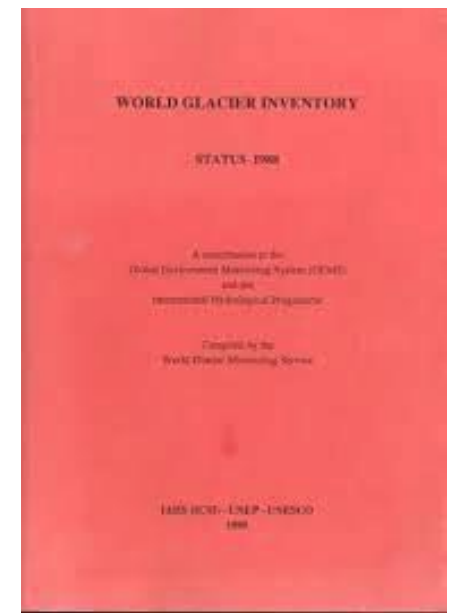 WORLD GLACIER INVENTORY
STATUS 1988
A contribution to the
Global Environment Monitoring System (GEMS)
and the
International Hydrological Programme
Compiled by the
World Glacier Monitoring Service
IAHS (ICSI) - UNEP - UNESCO
1989